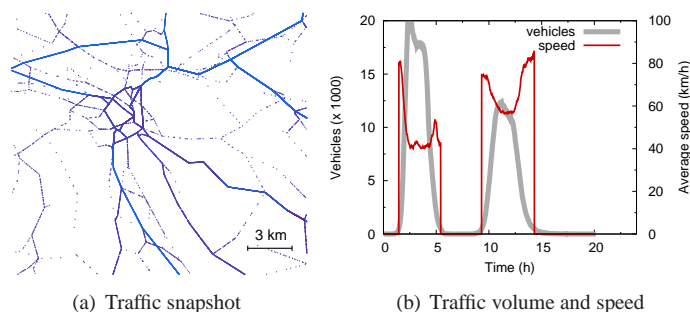 3 km
(a) Traffic snapshot
vehicles
speed
Vehicles (x 1000)
20
15
10
5
0
Average speed (km/h)
100
80
60
40
20
0
0 5 10 15 20
Time (h)
(b) Traffic volume and speed